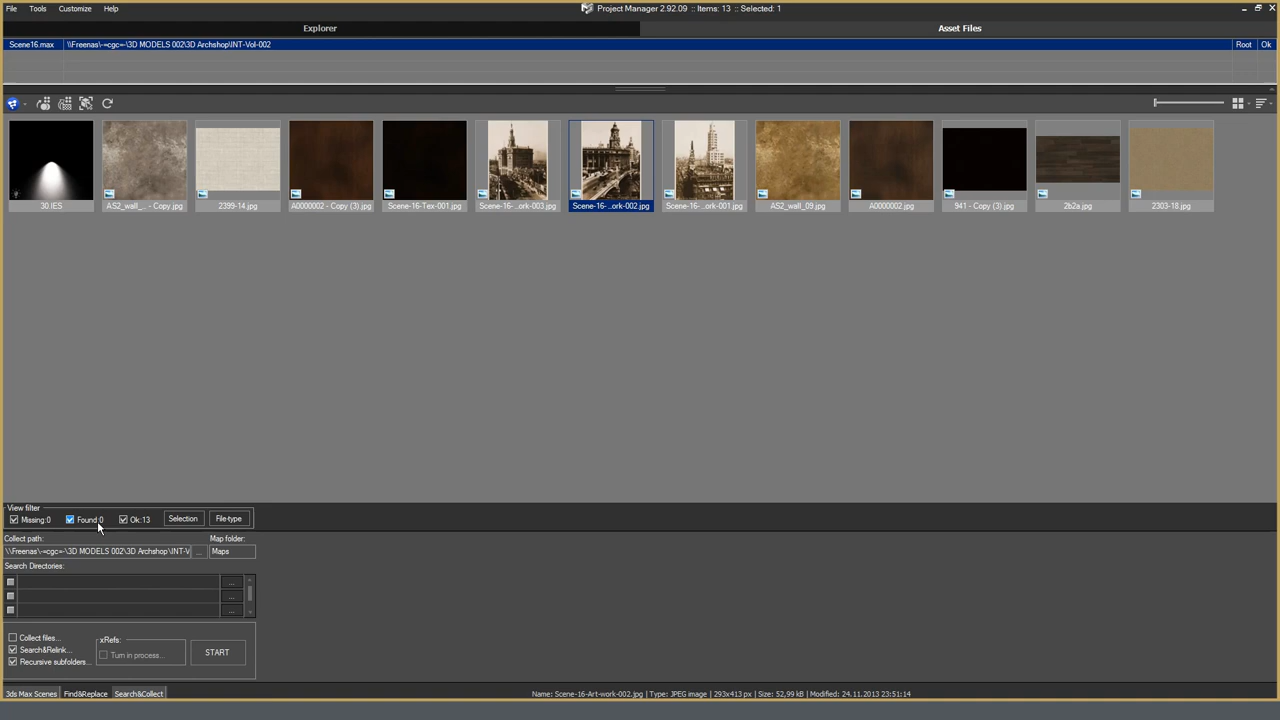 File Tools Customize Help Project Manager 2.92.09 :: Items: 13 :: Selected: 1
Explorer Asset Files
Scene16.max \\Freenas\-=cgc=-\3D MODELS 002\3D Archshop\INT-Vol-002 Root Ok
30.IES AS2_wall_... - Copy.jpg 2399-14.jpg A0000002 - Copy (3).jpg Scene-16-Tex-001.jpg Scene-16-...ork-003.jpg Scene-16-...ork-002.jpg Scene-16-...ork-001.jpg AS2_wall_09.jpg A0000002.jpg 941 - Copy (3).jpg 2b2a.jpg 2303-18.jpg
View filter
Missing:0 Found:0 Ok:13 Selection File-type
Collect path: Map folder:
\\Freenas\-=cgc=-\3D MODELS 002\3D Archshop\INT-V ... Maps
Search Directories:
...
...
...
Collect files... xRefs:
Search&Relink... Turn in process... START
Recursive subfolders...
3ds Max Scenes Find&Replace Search&Collect Name: Scene-16-Art-work-002.jpg | Type: JPEG image | 293x413 px | Size: 52,99 kB | Modified: 24.11.2013 23:51:14